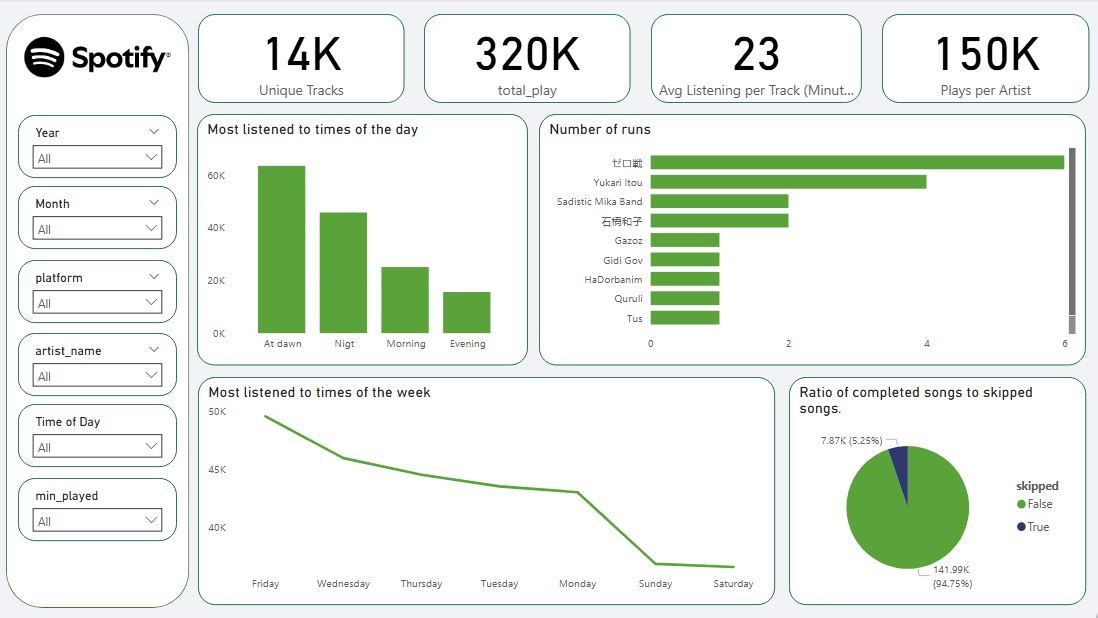 Spotify®
Year
All
Month
All
platform
All
artist_name
All
Time of Day
All
min_played
All
14K
Unique Tracks
320K
total_play
23
Avg Listening per Track (Minut...
150K
Plays per Artist
Most listened to times of the day
60K
40K
20K
0K
At dawn Nigt Morning Evening
Number of runs
ゼロ戦
Yukari Itou
Sadistic Mika Band
Gazoz
Gidi Gov
HaDorbanim
Quruli
Tus
0 2 4 6
Most listened to times of the week
50K
45K
40K
Friday Wednesday Thursday Tuesday Monday Sunday Saturday
Ratio of completed songs to skipped
songs.
7.87K (5.25%)
141.99K
(94.75%)
skipped
False
True